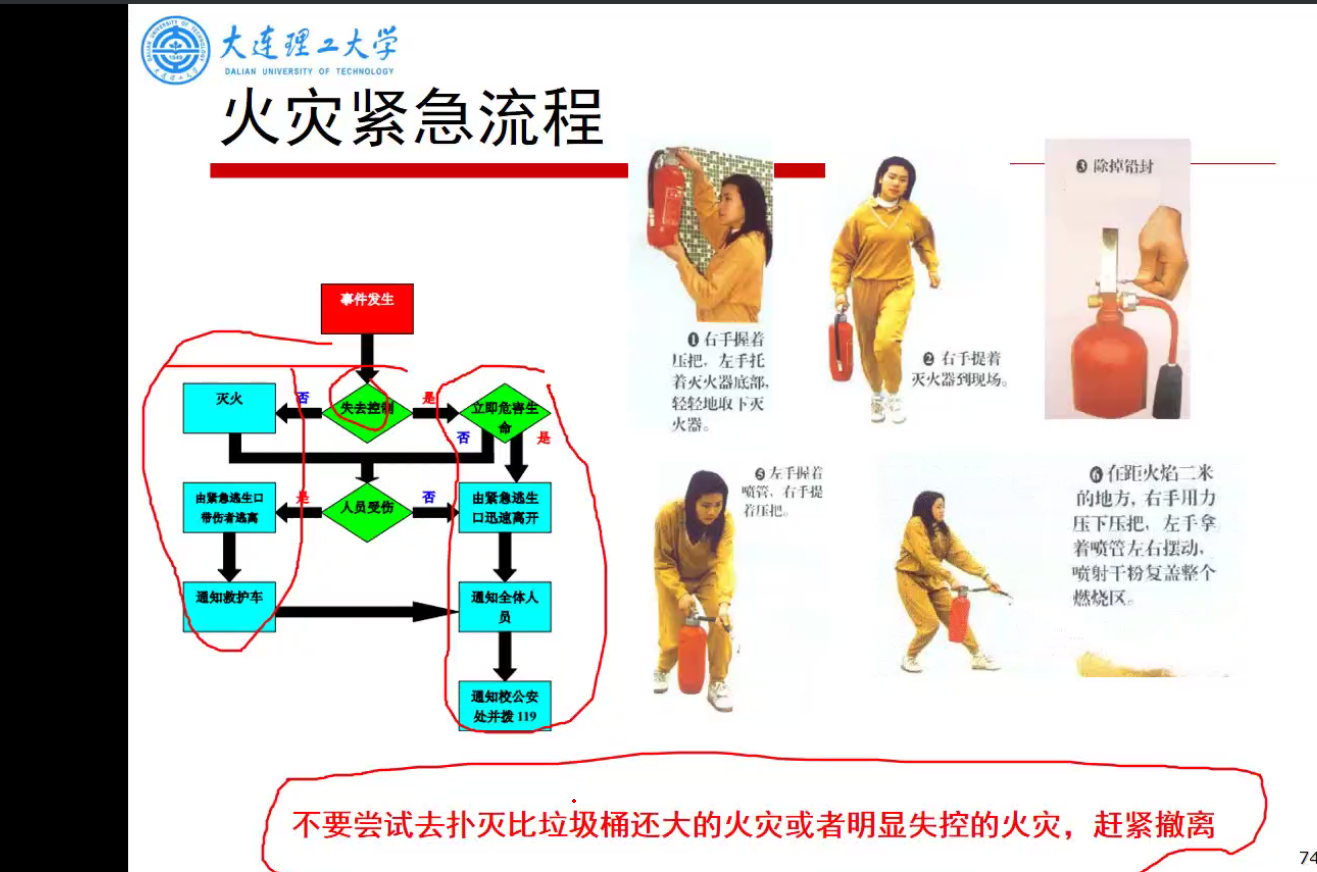 大连理工大学
DALIAN UNIVERSITY OF TECHNOLOGY
火灾紧急流程
事件发生
灭火
否
失去控制
是
立即危害生
命
否
是
由紧急逃生口
带伤者逃离
是
人员受伤
否
由紧急逃生
口迅速离开
通知救护车
通知全体人
员
通知校公安
处并拨 119
❶右手握着
压把，左手托
着灭火器底部，
轻轻地取下灭
火器。
❷右手提着
灭火器到现场。
❸除掉铅封
❺左手握着
喷管，右手提
着压把。
❻在距火焰二米
的地方，右手用力
压下压把，左手拿
着喷管左右摆动，
喷射干粉复盖整个
燃烧区。
不要尝试去扑灭比垃圾桶还大的火灾或者明显失控的火灾，赶紧撤离
74